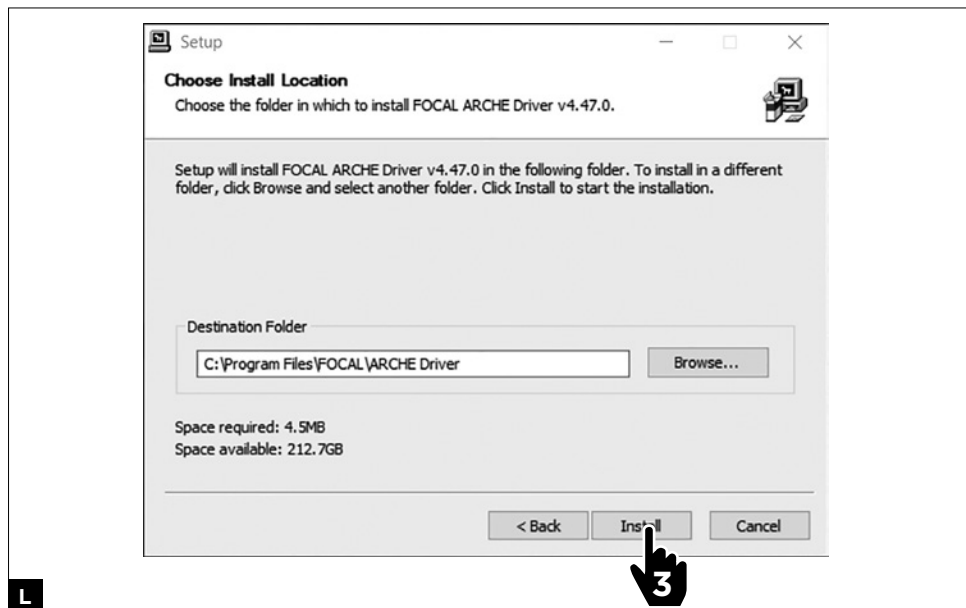 Setup
Choose Install Location
Choose the folder in which to install FOCAL ARCHE Driver v4.47.0.
Setup will install FOCAL ARCHE Driver v4.47.0 in the following folder. To install in a different
folder, click Browse and select another folder. Click Install to start the installation.
Destination Folder
C:\Program Files\FOCAL\ARCHE Driver
Browse...
Space required: 4.5MB
Space available: 212.7GB
< Back Install Cancel
3
L